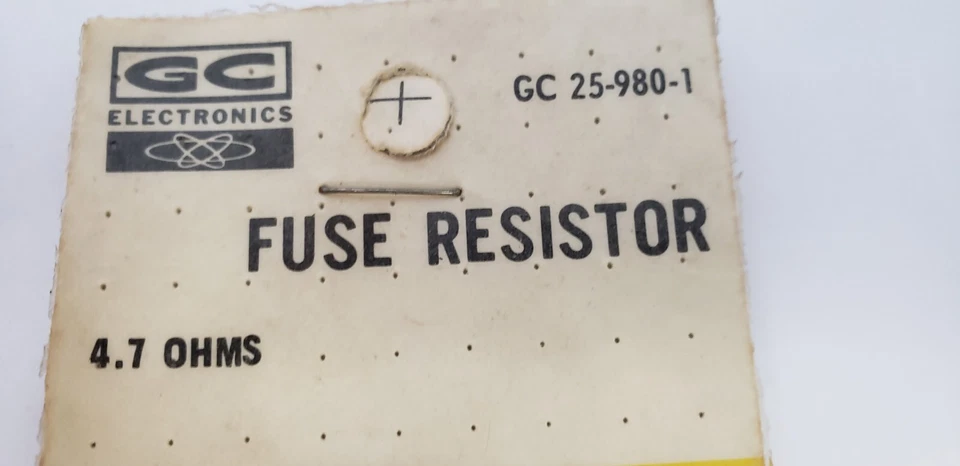 GC
ELECTRONICS
GC 25-980-1
FUSE RESISTOR
4.7 OHMS